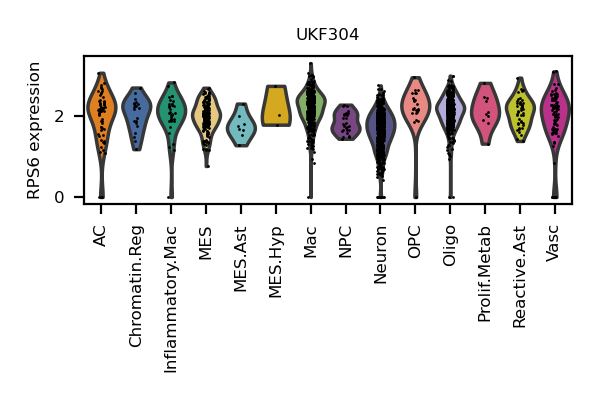 UKF304
RPS6 expression
2
0
AC
Chromatin.Reg
Inflammatory.Mac
MES
MES.Ast
MES.Hyp
Mac
NPC
Neuron
OPC
Oligo
Prolif.Metab
Reactive.Ast
Vasc